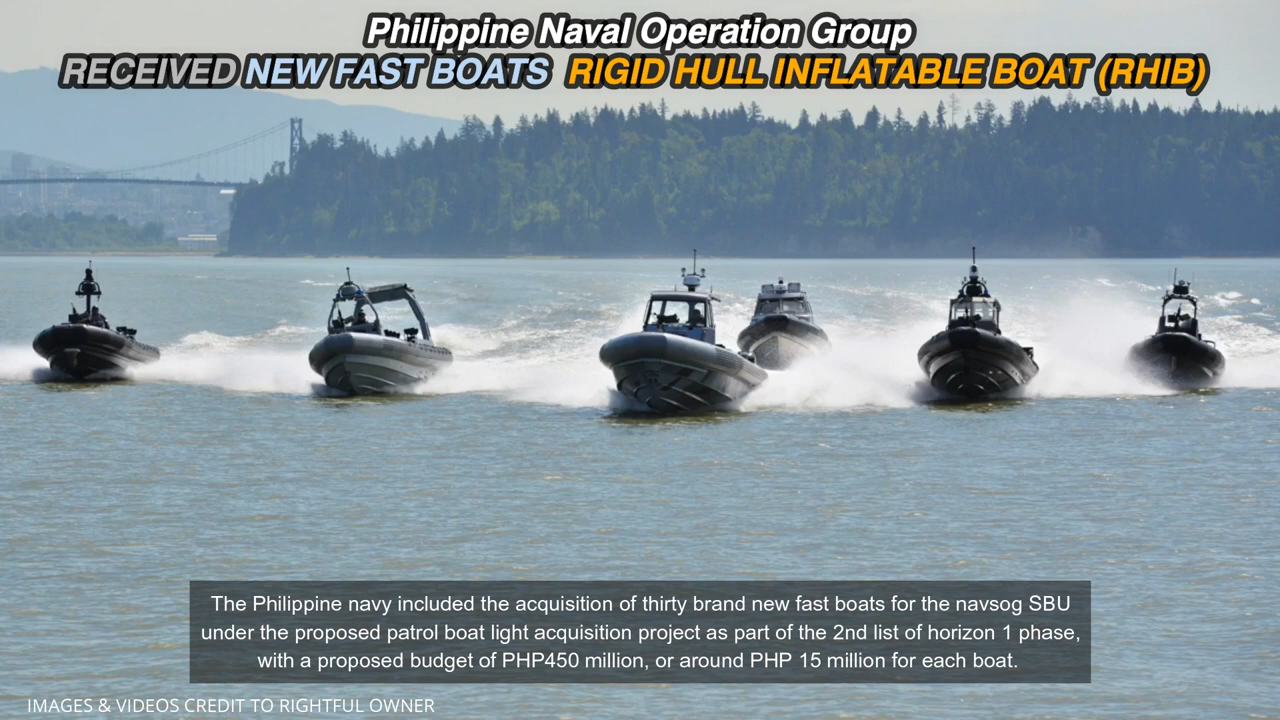 Philippine Naval Operation Group
RECEIVED NEW FAST BOATS RIGID HULL INFLATABLE BOAT (RHIB)
The Philippine navy included the acquisition of thirty brand new fast boats for the navsog SBU
under the proposed patrol boat light acquisition project as part of the 2nd list of horizon 1 phase,
with a proposed budget of PHP450 million, or around PHP 15 million for each boat.
IMAGES & VIDEOS CREDIT TO RIGHTFUL OWNER